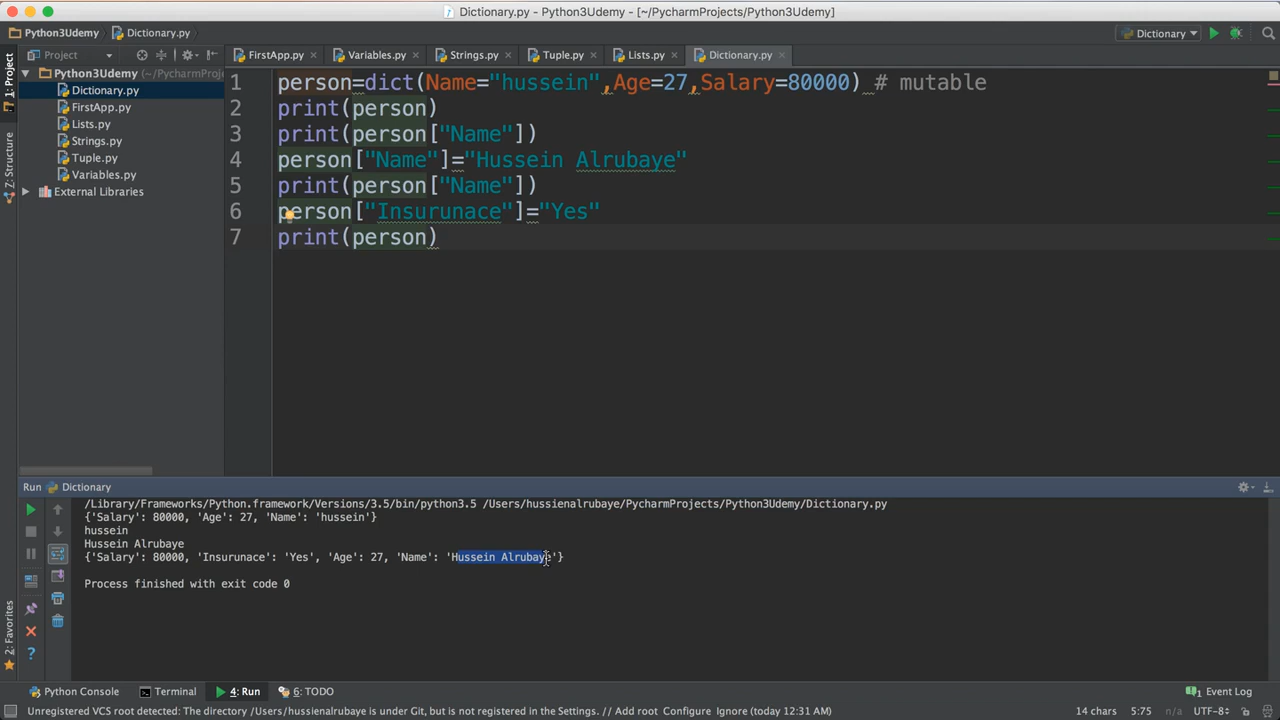 Dictionary.py - Python3Udemy - [~/PycharmProjects/Python3Udemy]
Python3Udemy Dictionary.py Dictionary
Project
FirstApp.py Variables.py Strings.py Tuple.py Lists.py Dictionary.py
Python3Udemy (~/PycharmProj
Dictionary.py
FirstApp.py
Lists.py
Strings.py
Tuple.py
Variables.py
External Libraries
1: Project
Z: Structure
2: Favorites
1 person=dict(Name="hussein",Age=27,Salary=80000) # mutable
2 print(person)
3 print(person["Name"])
4 person["Name"]="Hussein Alrubaye"
5 print(person["Name"])
6 person["Insurunace"]="Yes"
7 print(person)
Run Dictionary
/Library/Frameworks/Python.framework/Versions/3.5/bin/python3.5 /Users/hussienalrubaye/PycharmProjects/Python3Udemy/Dictionary.py
{'Salary': 80000, 'Age': 27, 'Name': 'hussein'}
hussein
Hussein Alrubaye
{'Salary': 80000, 'Insurunace': 'Yes', 'Age': 27, 'Name': 'Hussein Alrubaye'}
Process finished with exit code 0
Python Console Terminal 4: Run 6: TODO 1 Event Log
Unregistered VCS root detected: The directory /Users/hussienalrubaye is under Git, but is not registered in the Settings. // Add root Configure Ignore (today 12:31 AM) 14 chars 5:75 n/a UTF-8